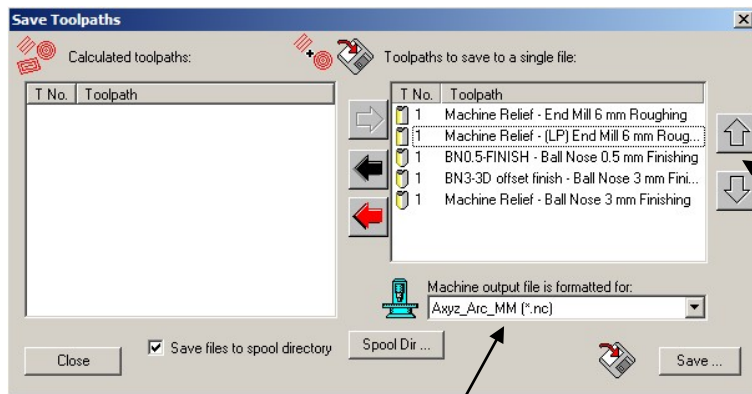 Save Toolpaths
Calculated toolpaths:
Toolpaths to save to a single file:
T No. Toolpath
T No. Toolpath
1 Machine Relief - End Mill 6 mm Roughing
1 Machine Relief - (LP) End Mill 6 mm Roug...
1 BN0.5-FINISH - Ball Nose 0.5 mm Finishing
1 BN3-3D offset finish - Ball Nose 3 mm Fini...
1 Machine Relief - Ball Nose 3 mm Finishing
Machine output file is formatted for:
Axyz_Arc_MM (*.nc)
Close
Save files to spool directory
Spool Dir ...
Save ...